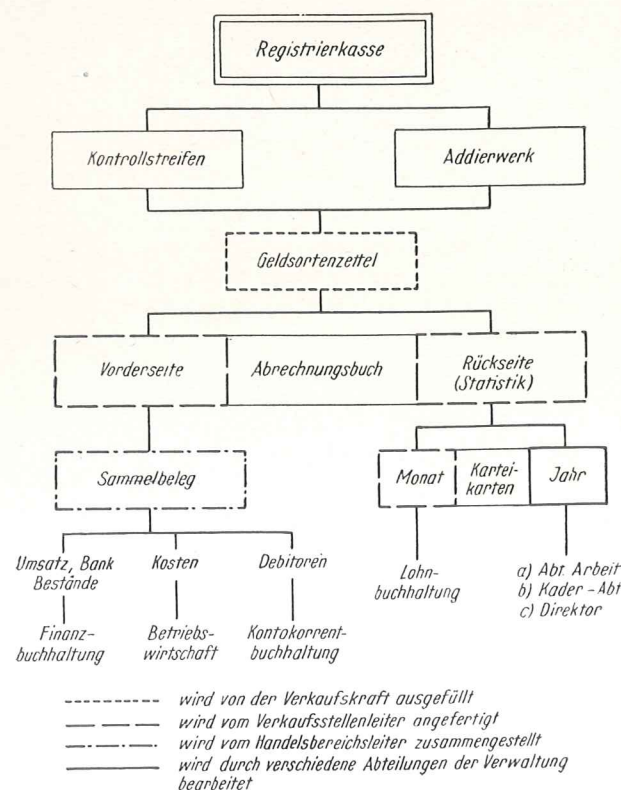 Registrierkasse
Kontrollstreifen
Addierwerk
Geldsortenzettel
Vorderseite
Abrechnungsbuch
Rückseite
(Statistik)
Sammelbeleg
Monat
Kartei-
karten
Jahr
Umsatz, Bank
Bestände
Kosten
Debitoren
Lohn-
buchhaltung
a) Abt. Arbeit
b) Kader-Abt
c) Direktor
Finanz-
buchhaltung
Betriebs-
wirtschaft
Kontokorrent-
buchhaltung
wird von der Verkaufskraft ausgefüllt
wird vom Verkaufsstellenleiter angefertigt
wird vom Handelsbereichsleiter zusammengestellt
wird durch verschiedene Abteilungen der Verwaltung
bearbeitet